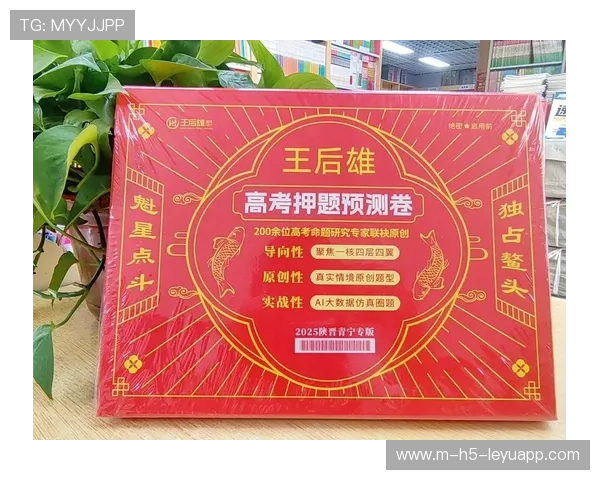 TG: MYYJJPP
王后雄
绝密★启用前
王后雄
高考押题预测卷
200余位高考命题研究专家联袂原创
导向性 聚焦一核四层四翼
原创性 真实情境原创题型
实战性 AI大数据仿真圈题
2025陕晋青宁专版
魁星点斗
独占鳌头
www.m-h5-leyuapp.com